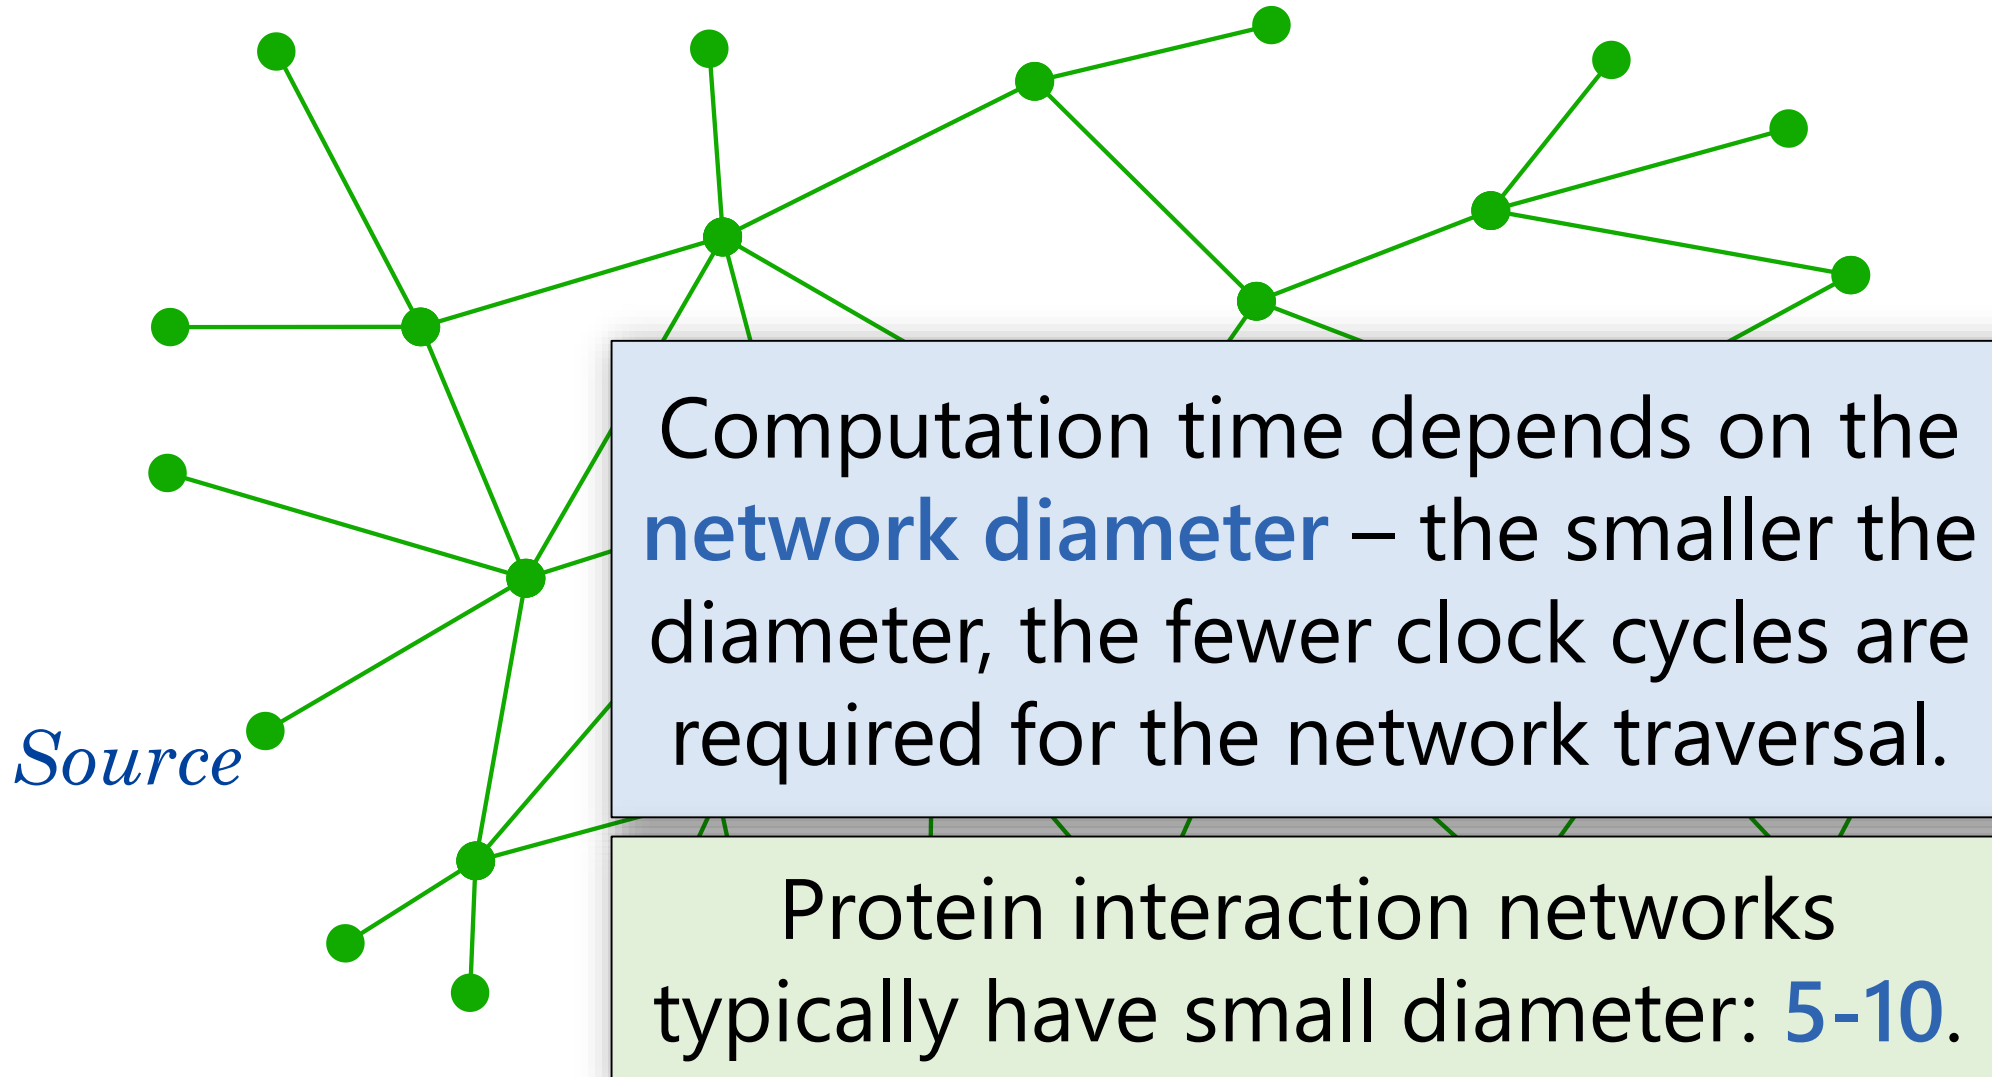 Computation time depends on the
network diameter – the smaller the
diameter, the fewer clock cycles are
required for the network traversal.
Source
Protein interaction networks
typically have small diameter: 5-10.